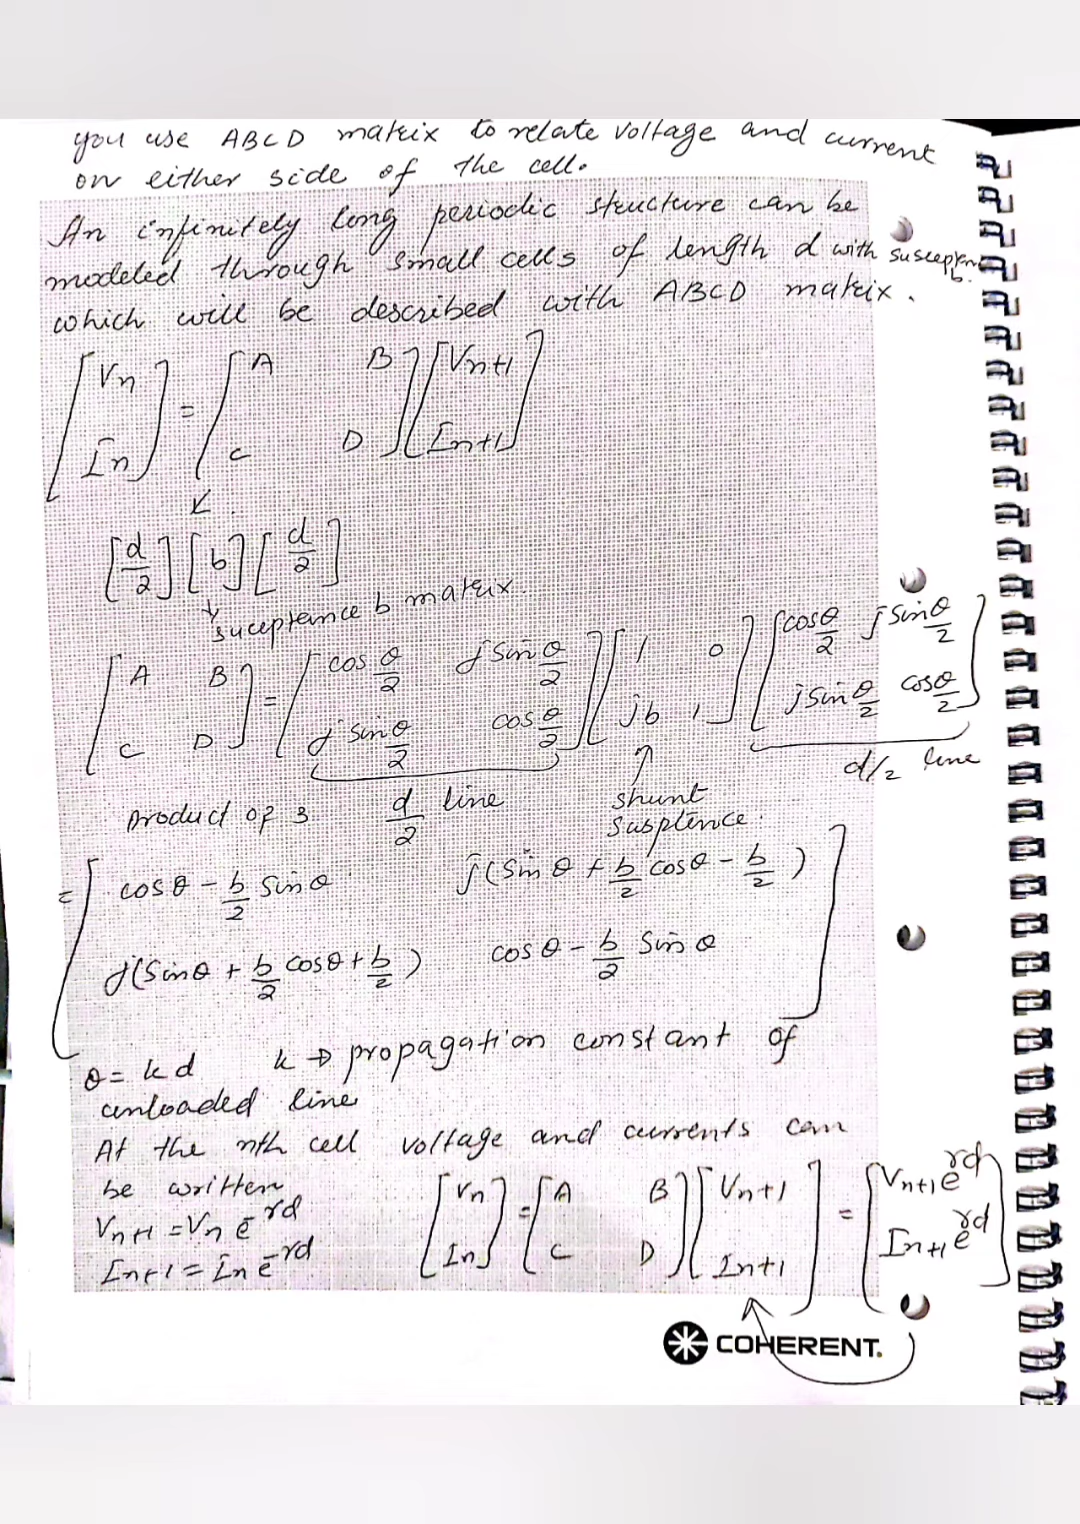 you use ABCD matrix to relate voltage and current
on either side of the cell.
An infinitely long periodic structure can be
modeled through small cells of length d with
b.
which will be described with ABCD matrix.
[Vn In] = [A B C D] [Vn+1 In+1]
[d/2] [b] [d/2]
suceptance b matrix.
[A B C D] = [cos θ/2 j sin θ/2 j sin θ/2 cos θ/2] [1 0 jb 1] [cos θ/2 j sin θ/2 j sin θ/2 cos θ/2]
Product of 3 d/2 line shunt d/2 line
Susptence.
= [cos θ - b/2 sin θ j(sin θ + b/2 cos θ - b/2)
j(sin θ + b/2 cos θ + b/2) cos θ - b/2 sin θ]
θ = kd k → propagation constant of
unloaded line
At the nth cell voltage and currents can
be written
Vn+1 = Vn e^-γd
In+1 = In e^-γd
[Vn In] = [A B C D] [Vn+1 In+1] = [Vn+1 e^γd In+1 e^γd]
COHERENT.